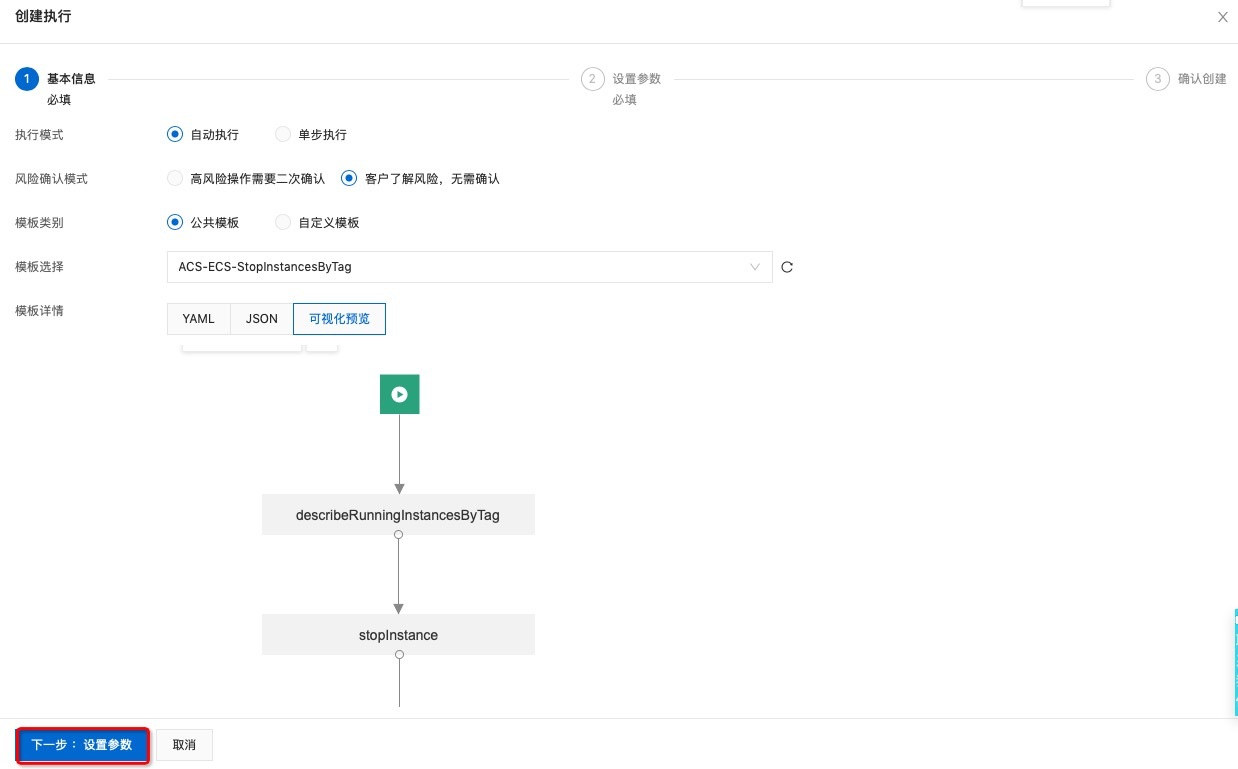 创建执行
1 基本信息
必填
2 设置参数
必填
3 确认创建
执行模式 自动执行 单步执行
风险确认模式 高风险操作需要二次确认 客户了解风险，无需确认
模板类别 公共模板 自定义模板
模板选择 ACS-ECS-StopInstancesByTag
模板详情 YAML JSON 可视化预览
describeRunningInstancesByTag
stopInstance
下一步： 设置参数 取消